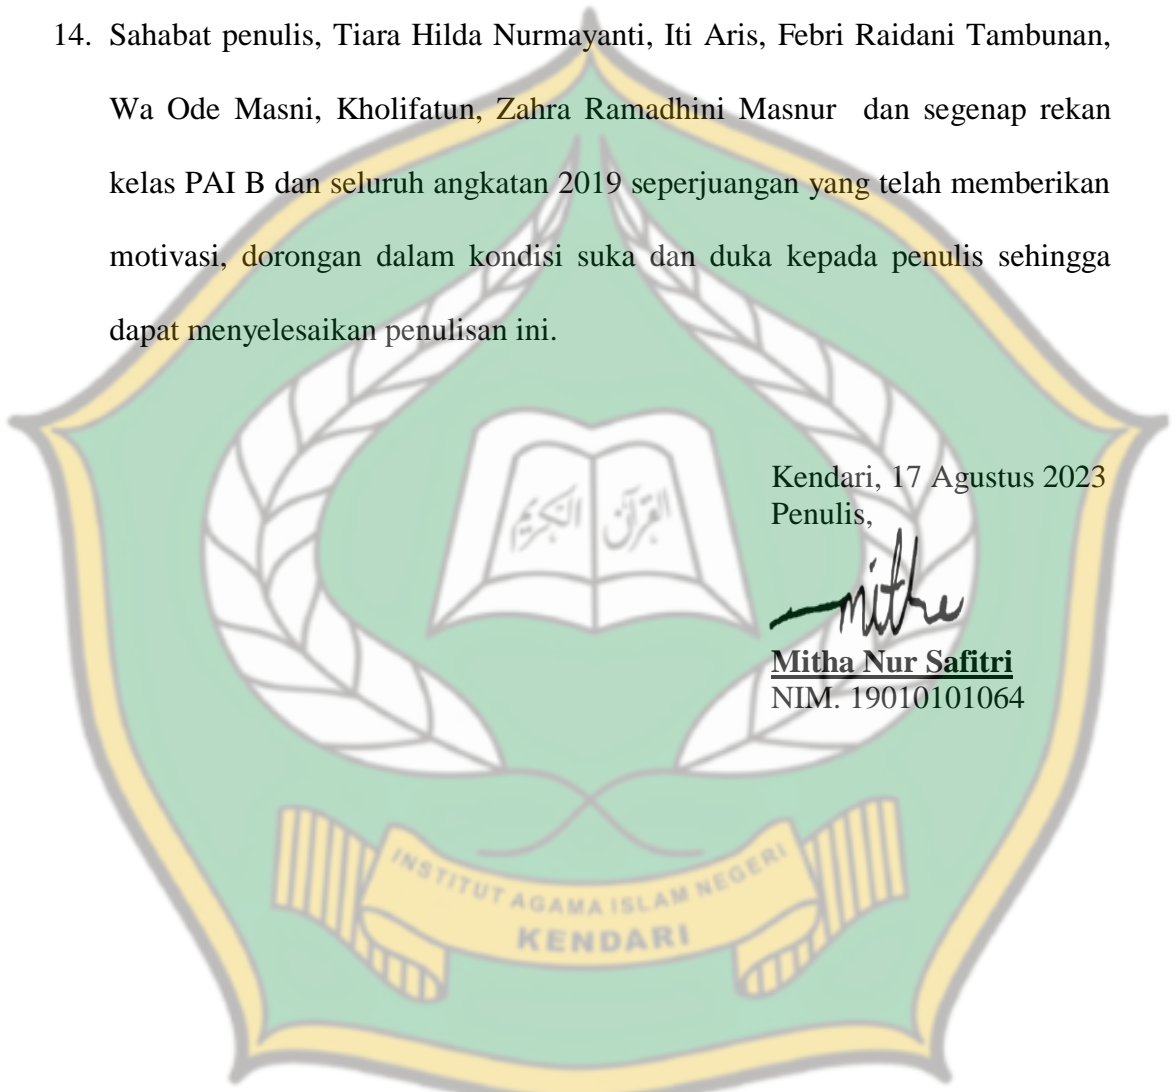 14. Sahabat penulis, Tiara Hilda Nurmayanti, Iti Aris, Febri Raidani Tambunan,
Wa Ode Masni, Kholifatun, Zahra Ramadhini Masnur dan segenap rekan
kelas PAI B dan seluruh angkatan 2019 seperjuangan yang telah memberikan
motivasi, dorongan dalam kondisi suka dan duka kepada penulis sehingga
dapat menyelesaikan penulisan ini.
Kendari, 17 Agustus 2023
Penulis,
القرآن الكريم
mitha
Mitha Nur Safitri
NIM. 19010101064
INSTITUT AGAMA ISLAM NEGERI
KENDARI